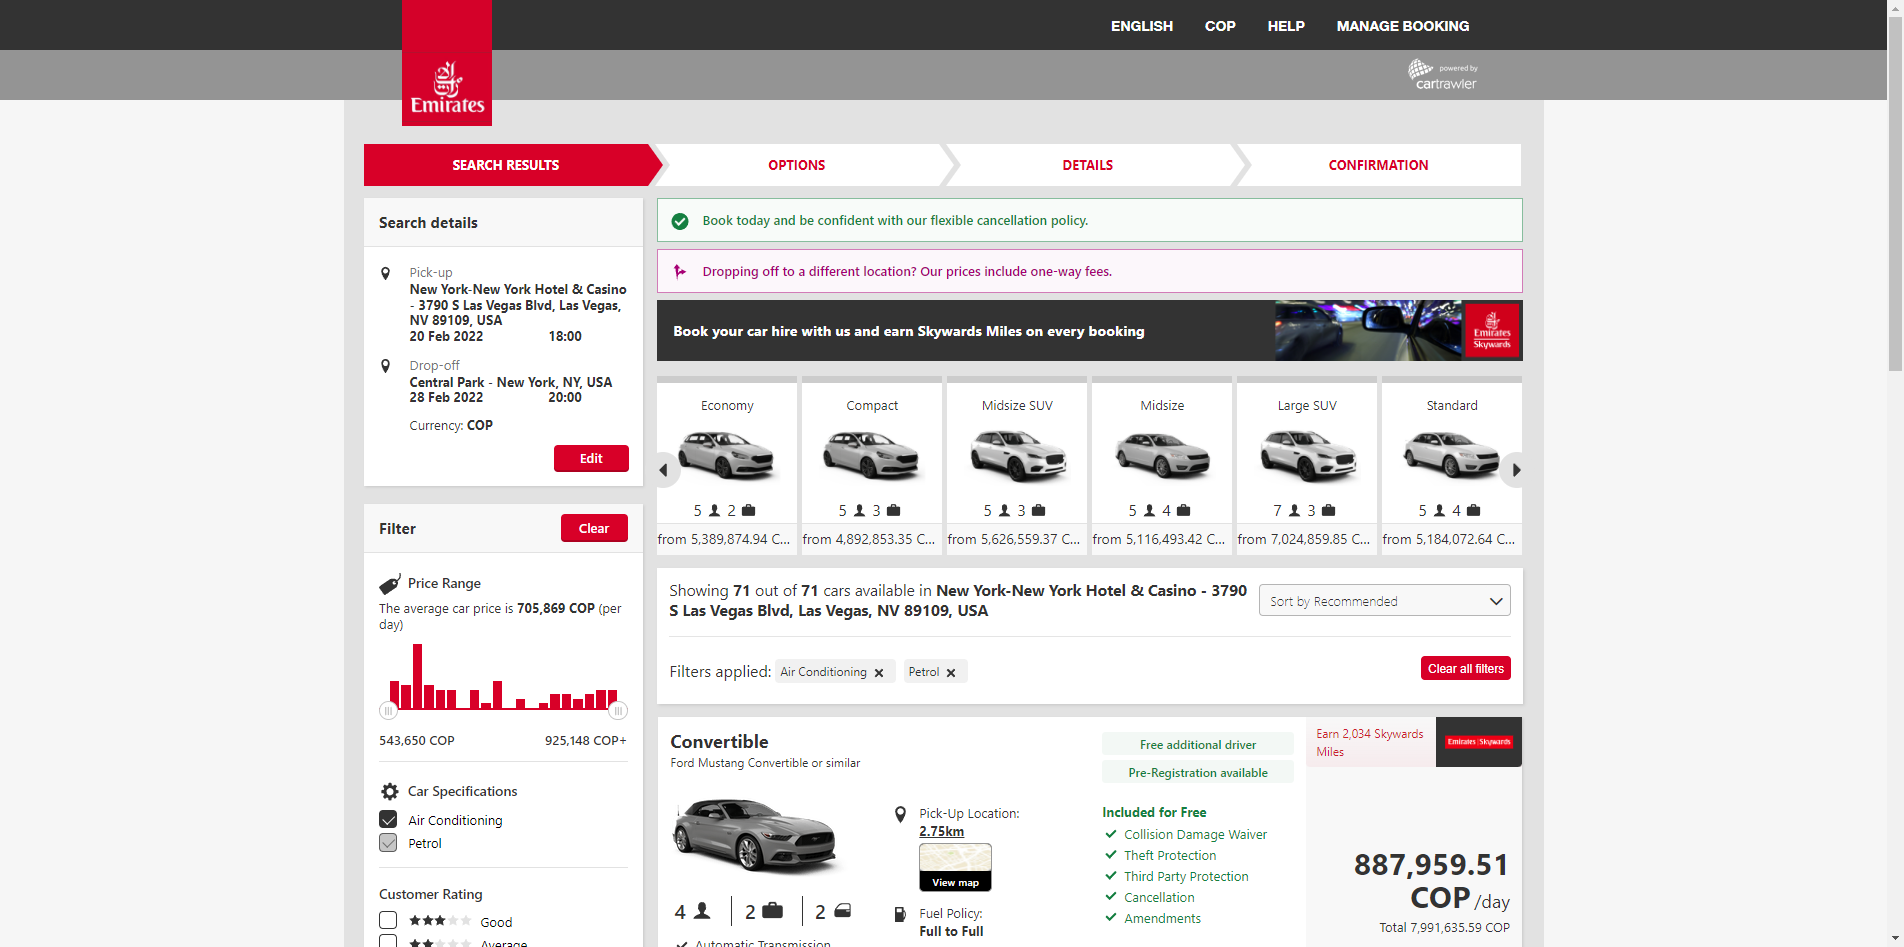 ENGLISH COP HELP MANAGE BOOKING
powered by
cartrawler
Emirates
SEARCH RESULTS OPTIONS DETAILS CONFIRMATION
Search details
Pick-up
New York-New York Hotel & Casino
- 3790 S Las Vegas Blvd, Las Vegas,
NV 89109, USA
20 Feb 2022 18:00
Drop-off
Central Park - New York, NY, USA
28 Feb 2022 20:00
Currency: COP
Edit
Filter
Clear
Price Range
The average car price is 705,869 COP (per
day)
543,650 COP 925,148 COP+
Car Specifications
Air Conditioning
Petrol
Customer Rating
Good
Average
Book today and be confident with our flexible cancellation policy.
Dropping off to a different location? Our prices include one-way fees.
Book your car hire with us and earn Skywards Miles on every booking
Emirates
Skywards
Economy
5 2
from 5,389,874.94 C...
Compact
5 3
from 4,892,853.35 C...
Midsize SUV
5 3
from 5,626,559.37 C...
Midsize
5 4
from 5,116,493.42 C...
Large SUV
7 3
from 7,024,859.85 C...
Standard
5 4
from 5,184,072.64 C...
Showing 71 out of 71 cars available in New York-New York Hotel & Casino - 3790
S Las Vegas Blvd, Las Vegas, NV 89109, USA
Sort by Recommended
Filters applied: Air Conditioning Petrol
Clear all filters
Convertible
Ford Mustang Convertible or similar
4 2 2
Automatic Transmission
Pick-Up Location:
2.75km
View map
Fuel Policy:
Full to Full
Free additional driver
Pre-Registration available
Included for Free
Collision Damage Waiver
Theft Protection
Third Party Protection
Cancellation
Amendments
Earn 2,034 Skywards
Miles
Emirates Skywards
887,959.51
COP /day
Total 7,991,635.59 COP